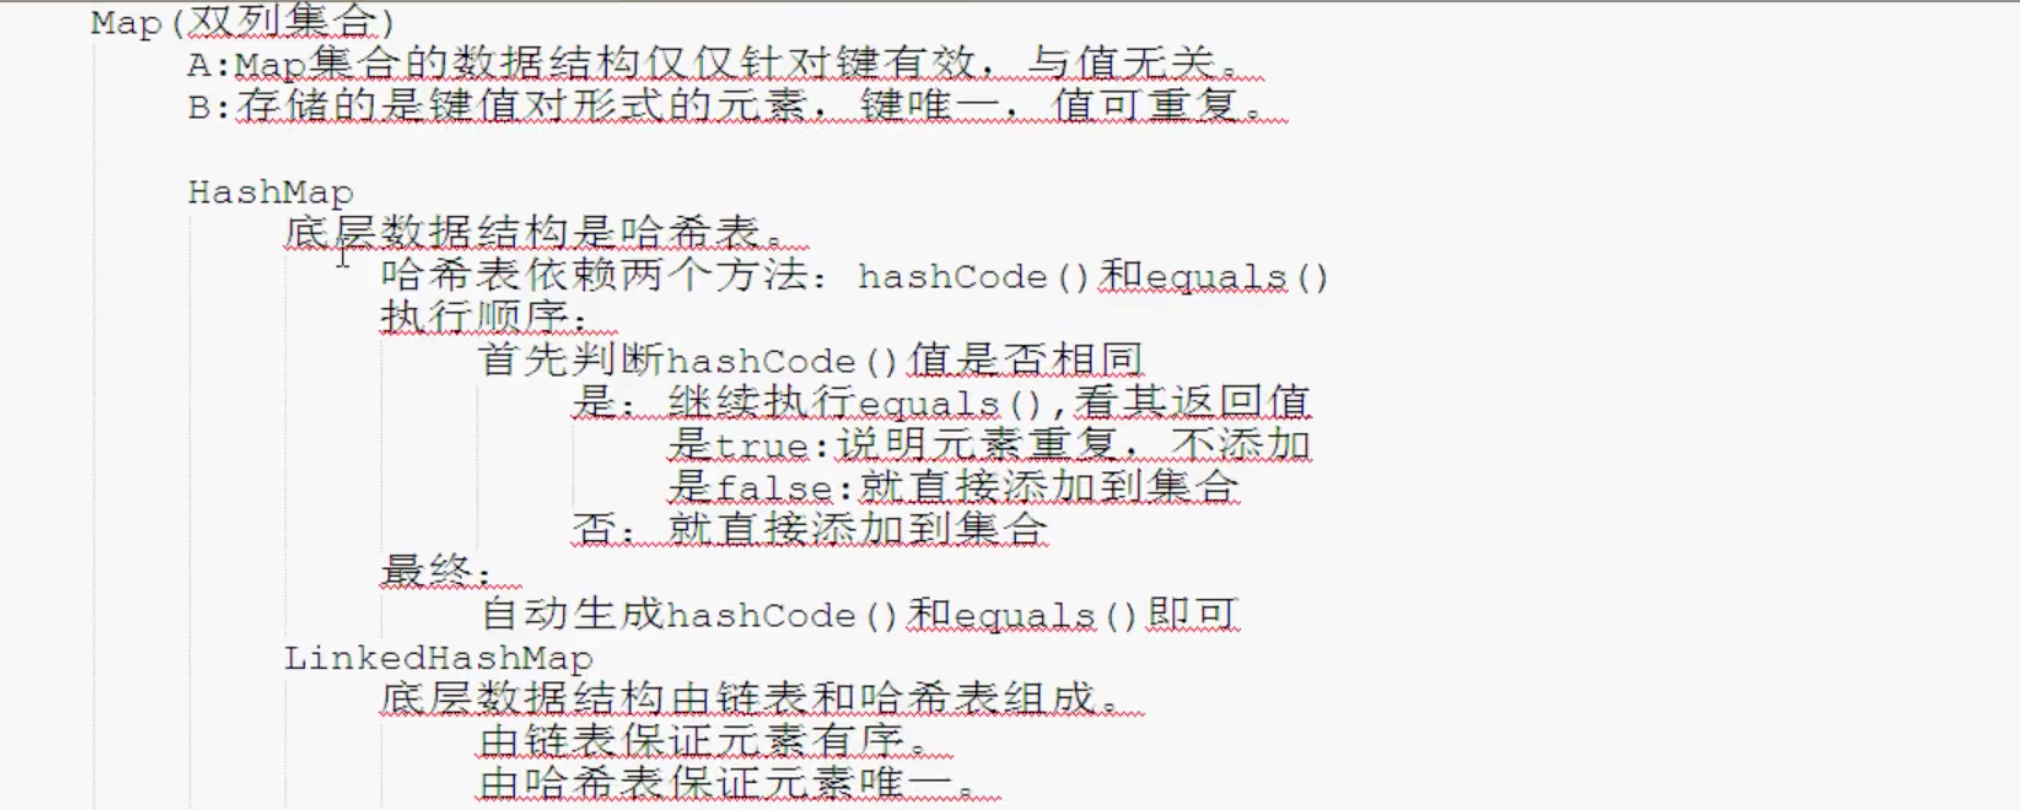 Map(双列集合)
A:Map集合的数据结构仅仅针对键有效，与值无关。
B:存储的是键值对形式的元素，键唯一，值可重复。
HashMap
底层数据结构是哈希表。
哈希表依赖两个方法：hashCode()和equals()
执行顺序：
首先判断hashCode()值是否相同
是：继续执行equals(),看其返回值
是true:说明元素重复，不添加
是false:就直接添加到集合
否：就直接添加到集合
最终：
自动生成hashCode()和equals()即可
LinkedHashMap
底层数据结构由链表和哈希表组成。
由链表保证元素有序。
由哈希表保证元素唯一。